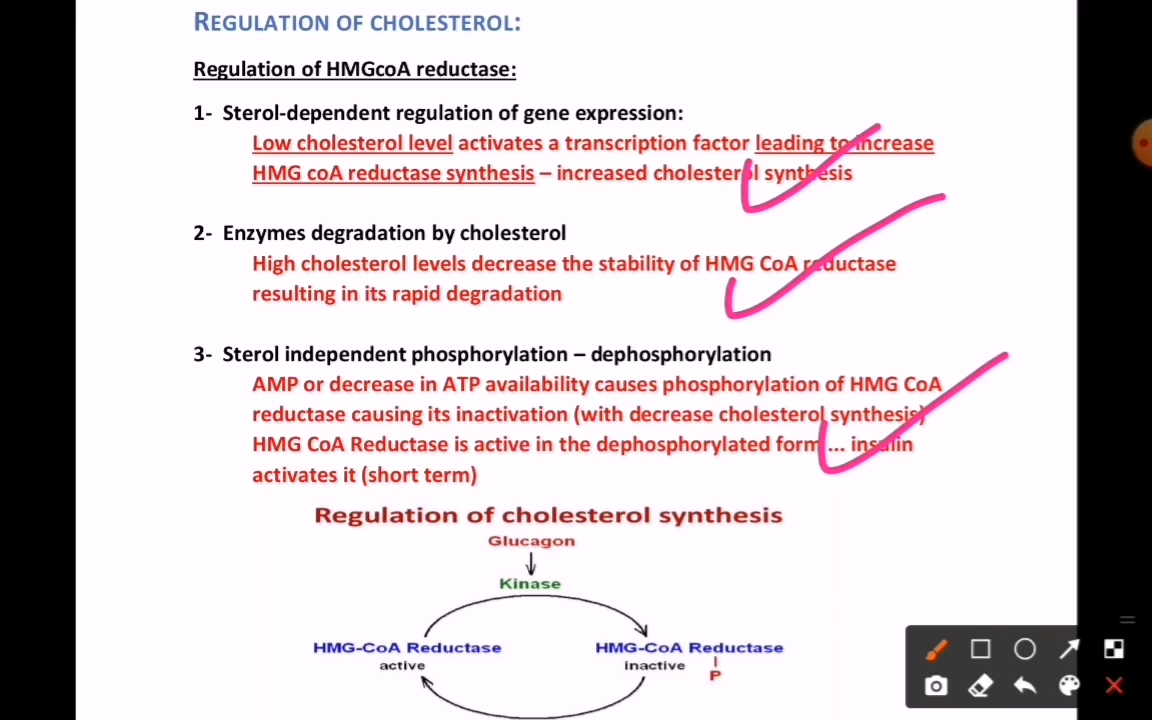 REGULATION OF CHOLESTEROL:
Regulation of HMGcoA reductase:
1- Sterol-dependent regulation of gene expression:
Low cholesterol level activates a transcription factor leading to increase
HMG coA reductase synthesis – increased cholesterol synthesis
2- Enzymes degradation by cholesterol
High cholesterol levels decrease the stability of HMG CoA reductase
resulting in its rapid degradation
3- Sterol independent phosphorylation – dephosphorylation
AMP or decrease in ATP availability causes phosphorylation of HMG CoA
reductase causing its inactivation (with decrease cholesterol synthesis)
HMG CoA Reductase is active in the dephosphorylated form ... insulin
activates it (short term)
Regulation of cholesterol synthesis
Glucagon
Kinase
HMG-CoA Reductase HMG-CoA Reductase
active inactive
P